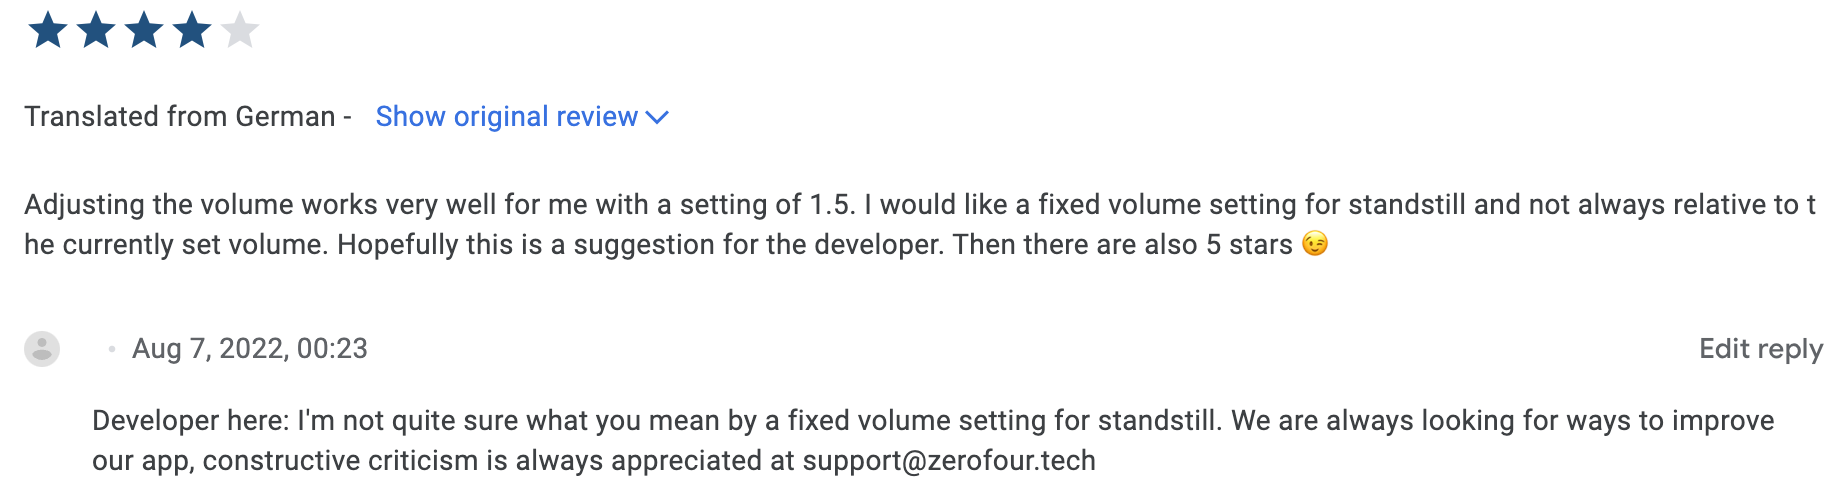 Translated from German - Show original review
Adjusting the volume works very well for me with a setting of 1.5. I would like a fixed volume setting for standstill and not always relative to t
he currently set volume. Hopefully this is a suggestion for the developer. Then there are also 5 stars 😉
• Aug 7, 2022, 00:23 Edit reply
Developer here: I'm not quite sure what you mean by a fixed volume setting for standstill. We are always looking for ways to improve
our app, constructive criticism is always appreciated at support@zerofour.tech